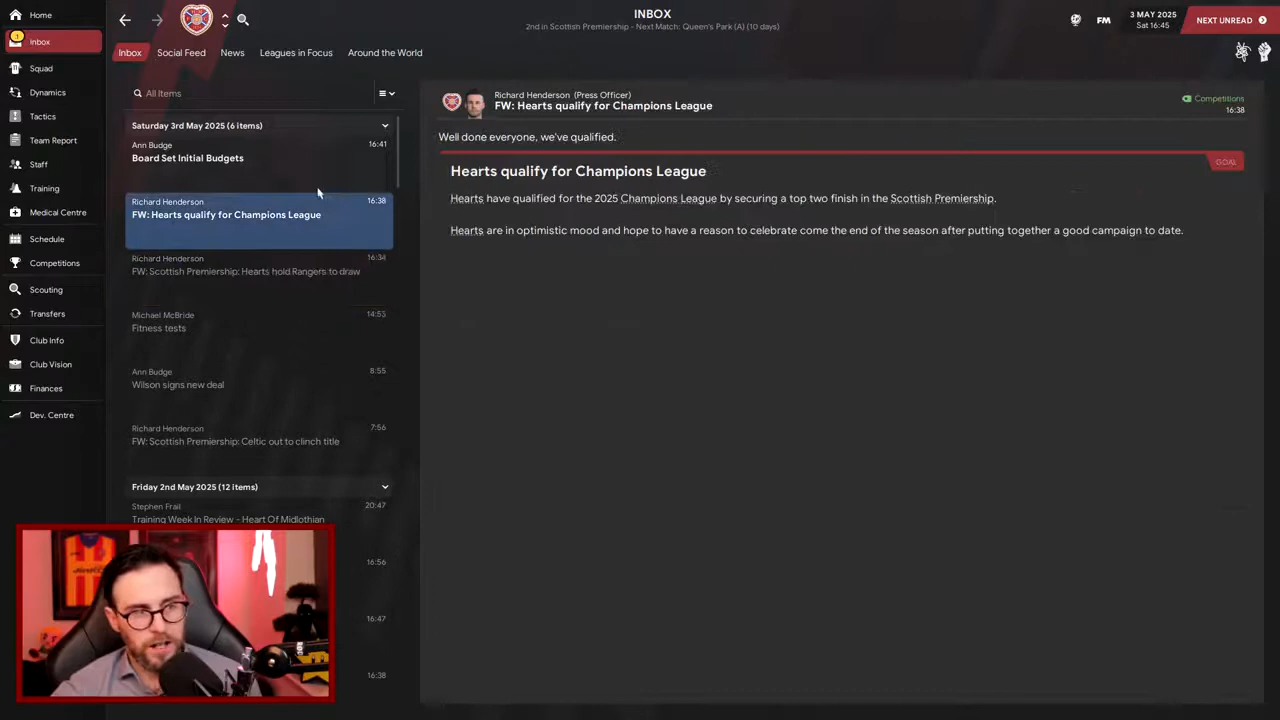 Home
1
Inbox
Squad
Dynamics
Tactics
Team Report
Staff
Training
Medical Centre
Schedule
Competitions
Scouting
Transfers
Club Info
Club Vision
Finances
Dev. Centre
INBOX
2nd in Scottish Premiership - Next Match: Queen's Park (A) (10 days)
FM
3 MAY 2025
Sat 16:45
NEXT UNREAD
Inbox
Social Feed
News
Leagues in Focus
Around the World
All Items
Saturday 3rd May 2025 (6 items)
Ann Budge
16:41
Board Set Initial Budgets
Richard Henderson
16:38
FW: Hearts qualify for Champions League
Richard Henderson
16:34
FW: Scottish Premiership: Hearts hold Rangers to draw
Michael McBride
14:53
Fitness tests
Ann Budge
8:55
Wilson signs new deal
Richard Henderson
7:56
FW: Scottish Premiership: Celtic out to clinch title
Friday 2nd May 2025 (12 items)
Stephen Frail
20:47
Training Week In Review - Heart Of Midlothian
16:56
16:47
16:38
Richard Henderson (Press Officer)
FW: Hearts qualify for Champions League
Competitions
16:38
Well done everyone, we've qualified.
GOAL
Hearts qualify for Champions League
Hearts have qualified for the 2025 Champions League by securing a top two finish in the Scottish Premiership.
Hearts are in optimistic mood and hope to have a reason to celebrate come the end of the season after putting together a good campaign to date.